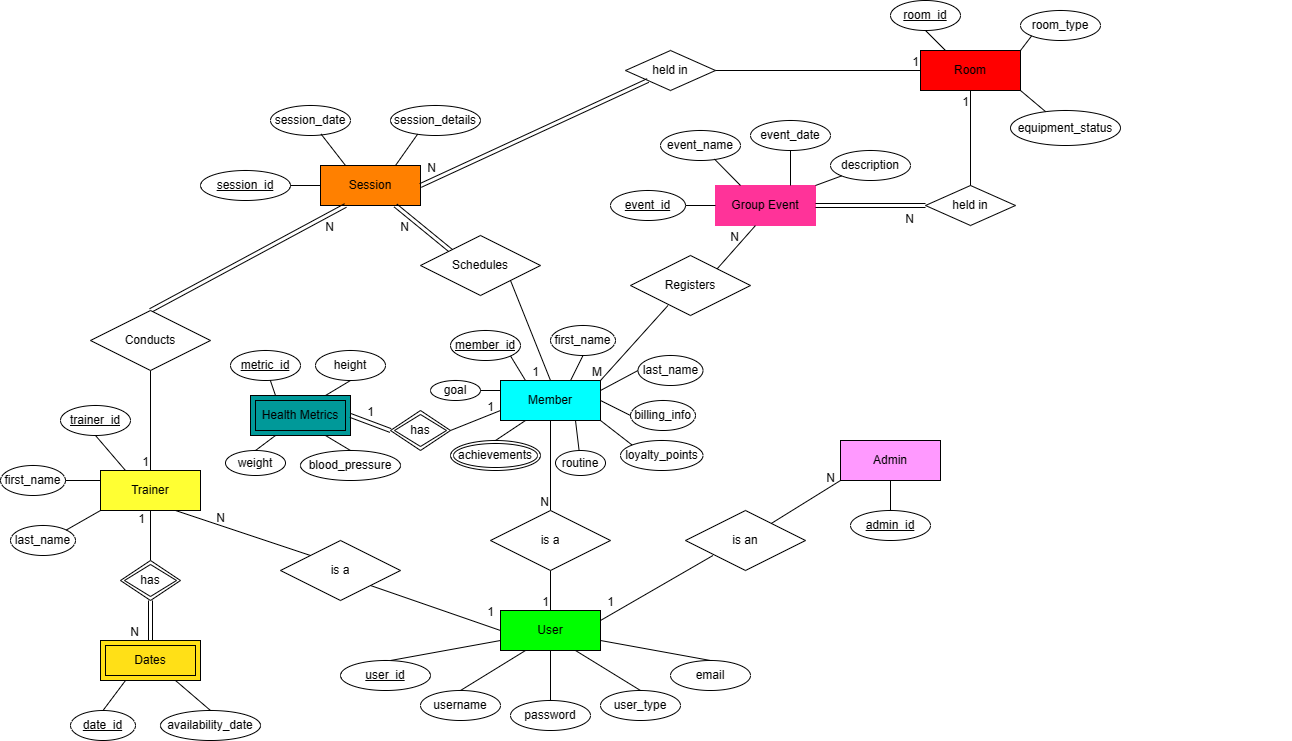 room_id
room_type
held in
1
Room
1
session_date
session_details
equipment_status
event_date
event_name
description
N
session_id
Session
event_id
Group Event
held in
N
N
N
N
Schedules
Registers
Conducts
first_name
member_id
metric_id
height
last_name
1
M
goal
Member
1
1
Health Metrics
billing_info
trainer_id
has
achievements
loyalty_points
weight
blood_pressure
routine
Admin
1
first_name
N
Trainer
N
1
N
admin_id
last_name
is a
is an
is a
has
1
1
1
N
User
Dates
user_id
email
username
user_type
password
date_id
availability_date